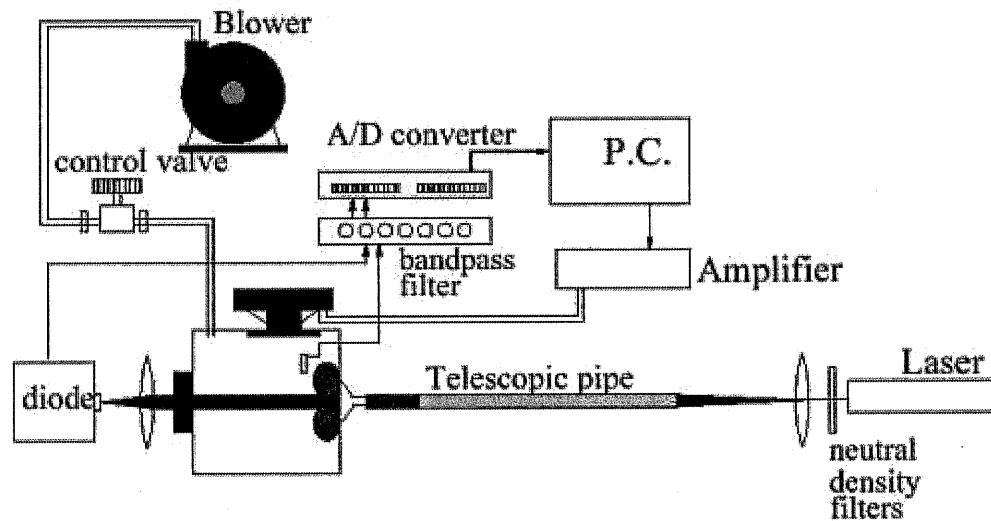 Blower
A/D converter
P.C.
control valve
bandpass
filter
Amplifier
Laser
Telescopic pipe
diode
neutral
density
filters